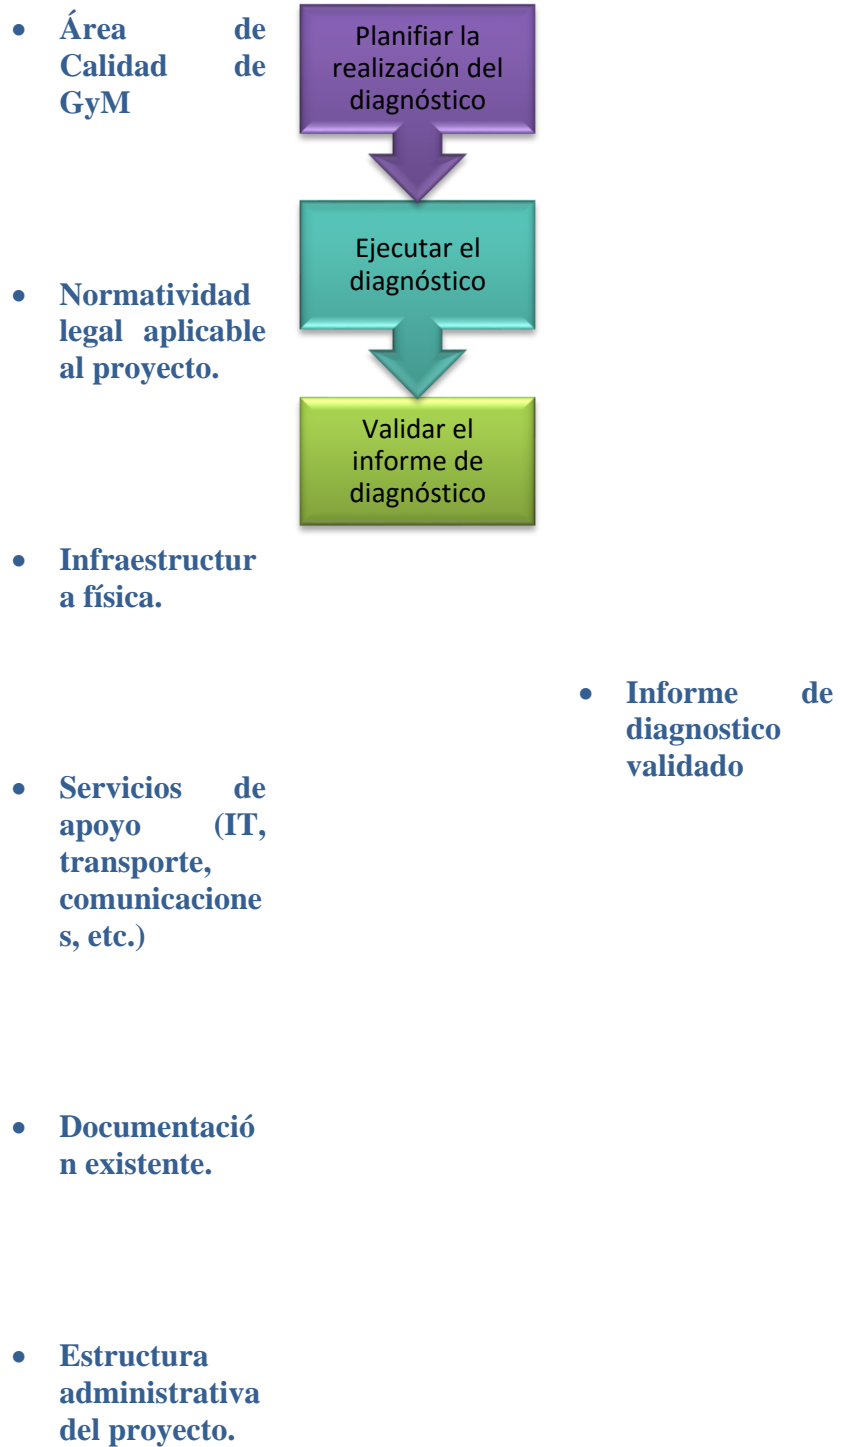 • Área de
Calidad de
GyM
• Normatividad
legal aplicable
al proyecto.
• Infraestructur
a física.
• Servicios de
apoyo (IT,
transporte,
comunicacione
s, etc.)
• Documentació
n existente.
• Estructura
administrativa
del proyecto.
Planifiar la
realización del
diagnóstico
Ejecutar el
diagnóstico
Validar el
informe de
diagnóstico
• Informe de
diagnostico
validado